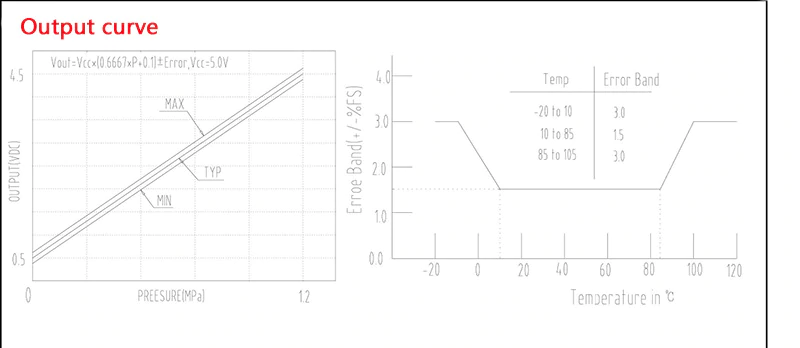 Output curve
Vout=Vcc×(0.6667×P+0.1)±Error,Vcc=5.0V
4.5
MAX
TYP
MIN
OUTPUT(VDC)
0.5
0
PREESURE(MPa)
1.2
Erroe Band(+/-%FS)
4.0
3.0
2.0
1.0
0.0
Temp Error Band
-20 to 10 3.0
10 to 85 1.5
85 to 105 3.0
-20 0 20 40 60 80 100 120
Temperature in °C